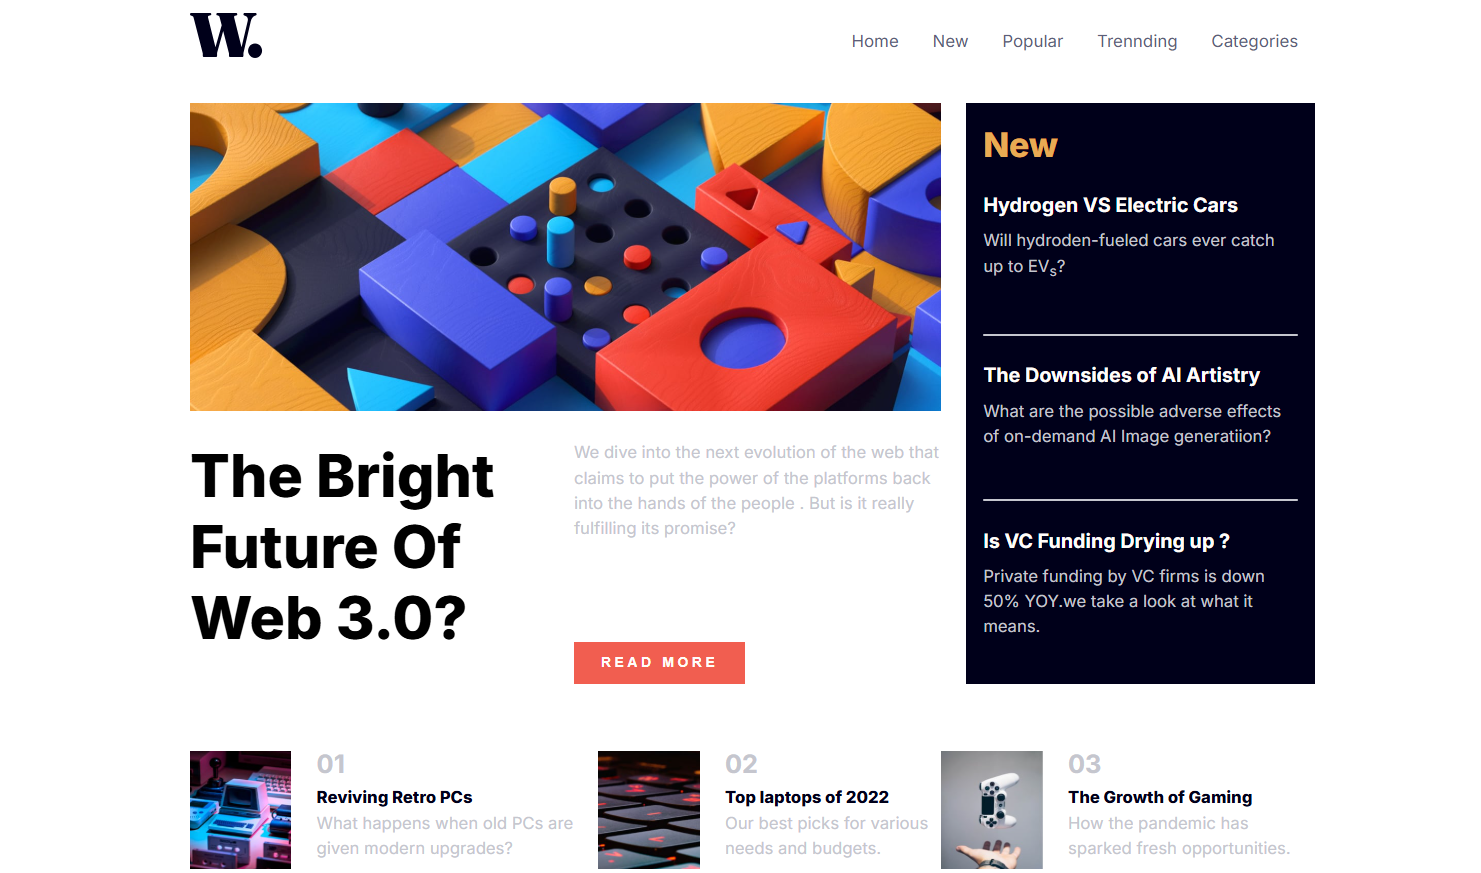 W.
Home New Popular Trennding Categories
New
Hydrogen VS Electric Cars
Will hydroden-fueled cars ever catch
up to EVs?
The Downsides of AI Artistry
What are the possible adverse effects
of on-demand AI Image generatiion?
Is VC Funding Drying up ?
Private funding by VC firms is down
50% YOY.we take a look at what it
means.
The Bright
Future Of
Web 3.0?
We dive into the next evolution of the web that
claims to put the power of the platforms back
into the hands of the people . But is it really
fulfilling its promise?
READ MORE
01
Reviving Retro PCs
What happens when old PCs are
given modern upgrades?
02
Top laptops of 2022
Our best picks for various
needs and budgets.
03
The Growth of Gaming
How the pandemic has
sparked fresh opportunities.